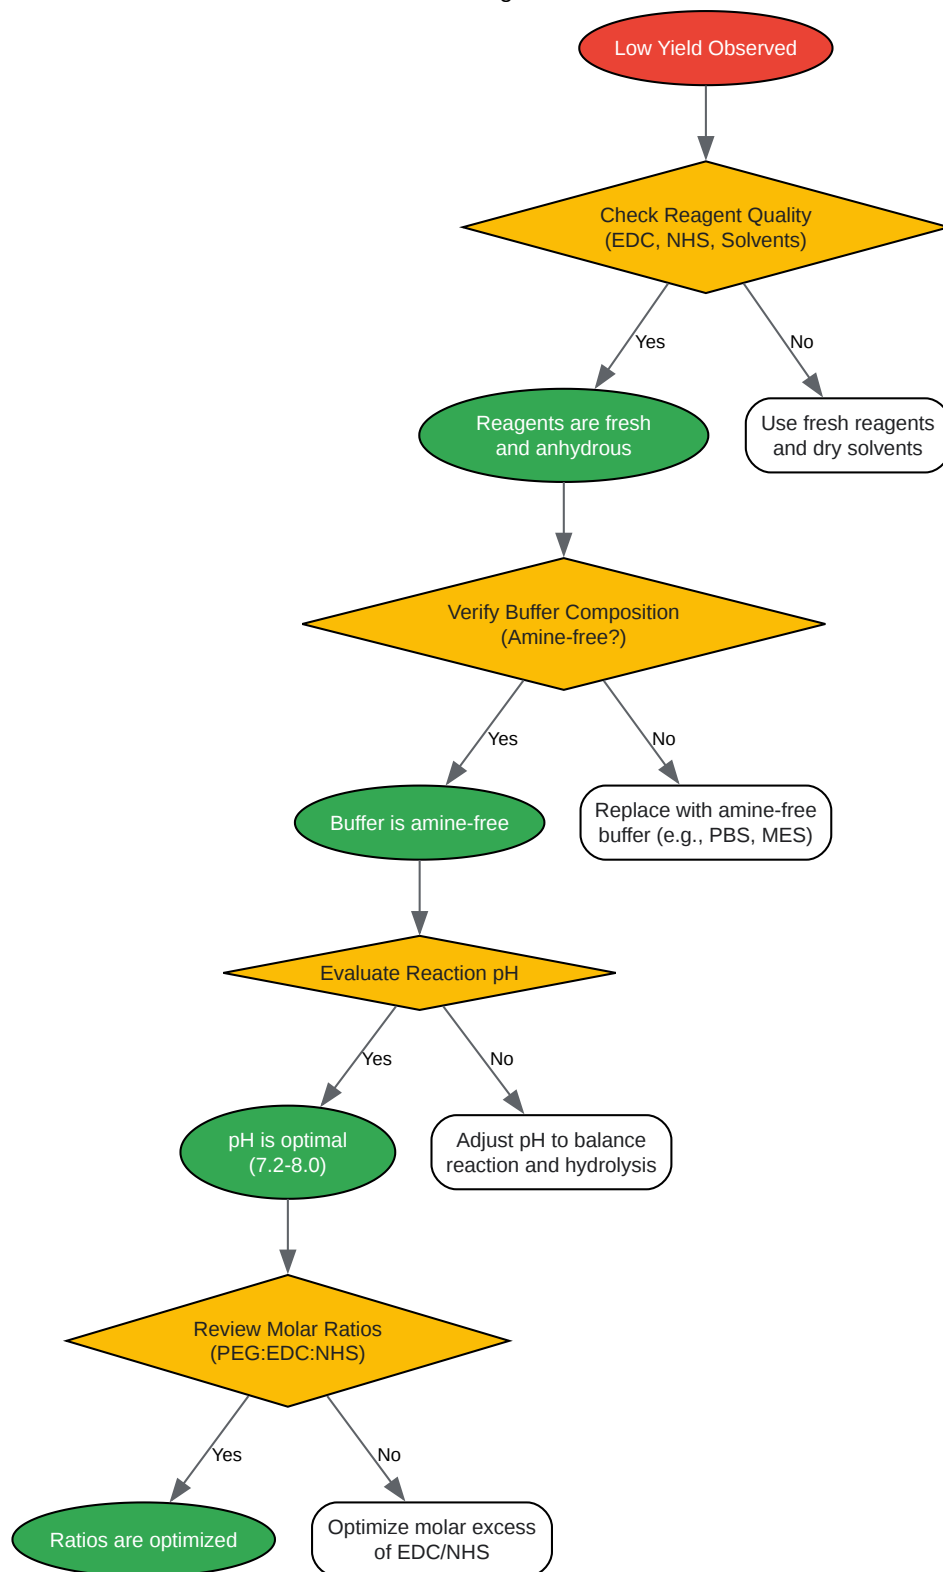 Low Yield Observed
Check Reagent Quality
(EDC, NHS, Solvents)
Yes
No
Reagents are fresh
and anhydrous
Use fresh reagents
and dry solvents
Verify Buffer Composition
(Amine-free?)
Yes
No
Buffer is amine-free
Replace with amine-free
buffer (e.g., PBS, MES)
Evaluate Reaction pH
Yes
No
pH is optimal
(7.2-8.0)
Adjust pH to balance
reaction and hydrolysis
Review Molar Ratios
(PEG:EDC:NHS)
Yes
No
Ratios are optimized
Optimize molar excess
of EDC/NHS